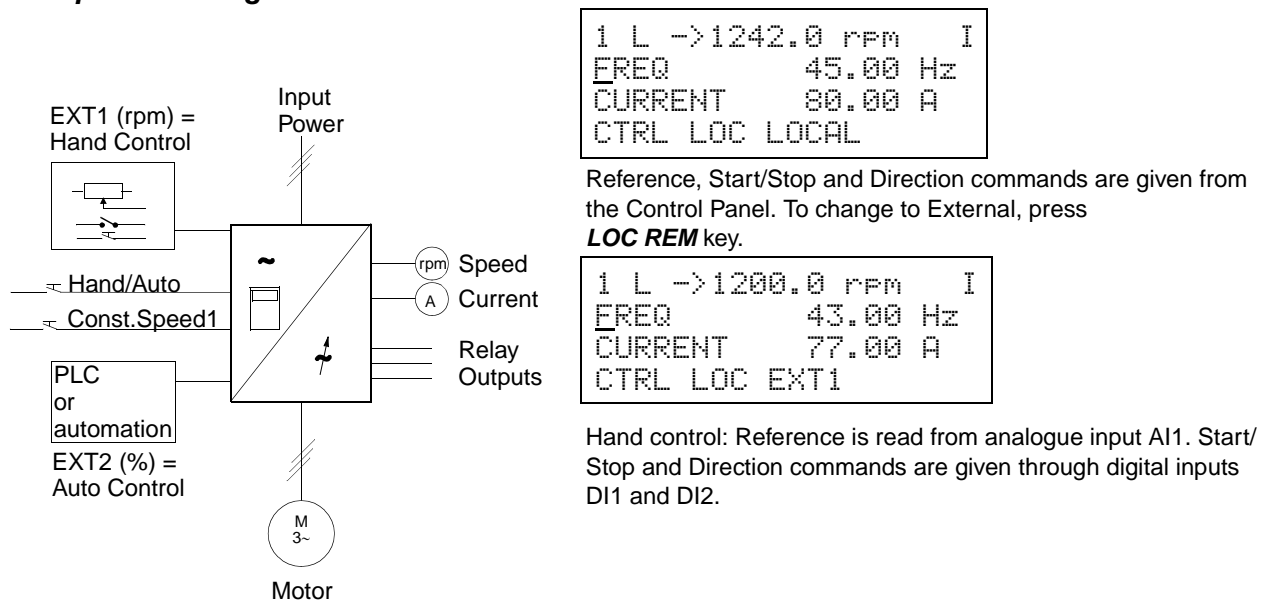 Input
Power
EXT1 (rpm) =
Hand Control
~
Hand/Auto
Const.Speed1
PLC
or
automation
EXT2 (%) =
Auto Control
rpm Speed
A Current
~
Relay
Outputs
M
3~
Motor
1 L ->1242.0 rpm I
FREQ 45.00 Hz
CURRENT 80.00 A
CTRL LOC LOCAL
Reference, Start/Stop and Direction commands are given from
the Control Panel. To change to External, press
LOC REM key.
1 L ->1200.0 rpm I
FREQ 43.00 Hz
CURRENT 77.00 A
CTRL LOC EXT1
Hand control: Reference is read from analogue input AI1. Start/
Stop and Direction commands are given through digital inputs
DI1 and DI2.